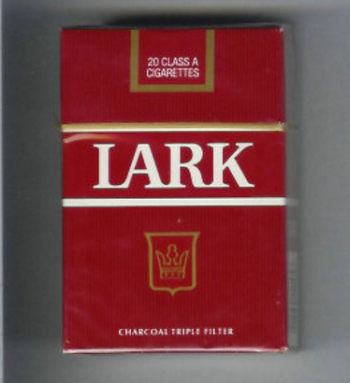 20 CLASS A
CIGARETTES
LARK
CHARCOAL TRIPLE FILTER